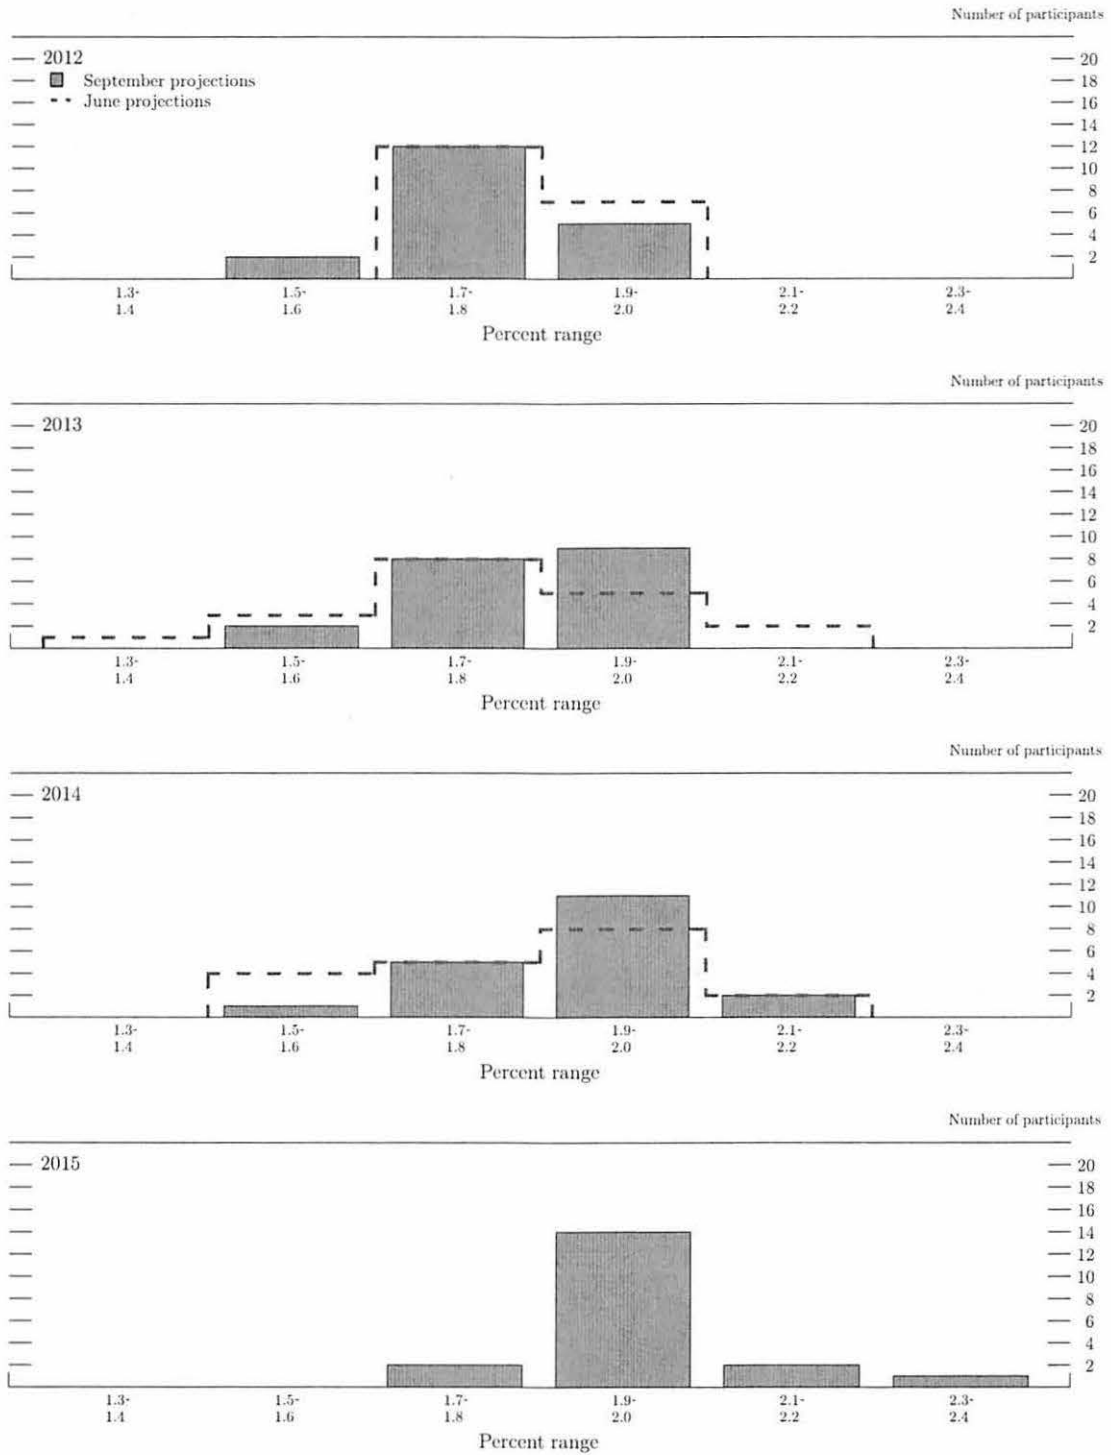 Number of participants
2012
September projections
June projections
20
18
16
14
12
10
8
6
4
2
1.3- 1.5- 1.7- 1.9- 2.1- 2.3-
1.4 1.6 1.8 2.0 2.2 2.4
Percent range
Number of participants
2013
20
18
16
14
12
10
8
6
4
2
1.3- 1.5- 1.7- 1.9- 2.1- 2.3-
1.4 1.6 1.8 2.0 2.2 2.4
Percent range
Number of participants
2014
20
18
16
14
12
10
8
6
4
2
1.3- 1.5- 1.7- 1.9- 2.1- 2.3-
1.4 1.6 1.8 2.0 2.2 2.4
Percent range
Number of participants
2015
20
18
16
14
12
10
8
6
4
2
1.3- 1.5- 1.7- 1.9- 2.1- 2.3-
1.4 1.6 1.8 2.0 2.2 2.4
Percent range